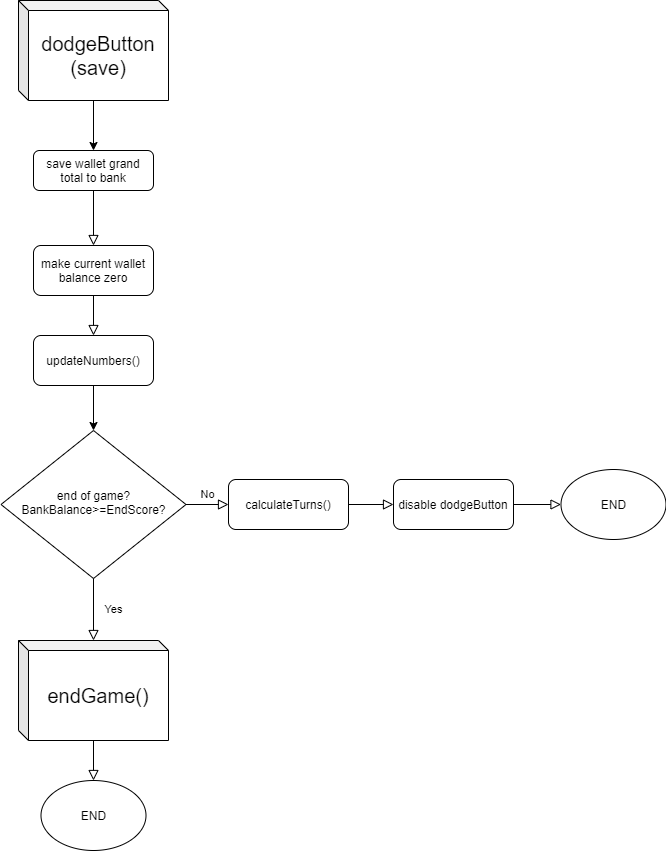 dodgeButton
(save)
save wallet grand
total to bank
make current wallet
balance zero
updateNumbers()
end of game?
BankBalance>=EndScore?
No
calculateTurns()
disable dodgeButton
END
Yes
endGame()
END